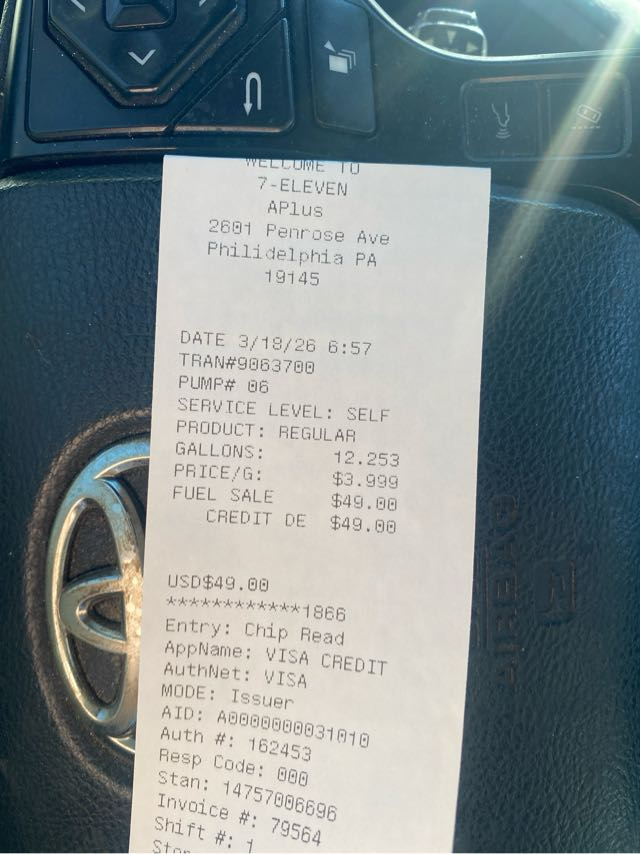 WELCOME TO
7-ELEVEN
APlus
2601 Penrose Ave
Philidelphia PA
19145
DATE 3/18/26 6:57
TRAN#9063700
PUMP# 06
SERVICE LEVEL: SELF
PRODUCT: REGULAR
GALLONS: 12.253
PRICE/G: $3.999
FUEL SALE $49.00
CREDIT DE $49.00
USD$49.00
************1866
Entry: Chip Read
AppName: VISA CREDIT
AuthNet: VISA
MODE: Issuer
AID: A0000000031010
Auth #: 162453
Resp Code: 000
Stan: 14757006696
Invoice #: 79564
Shift #: 1